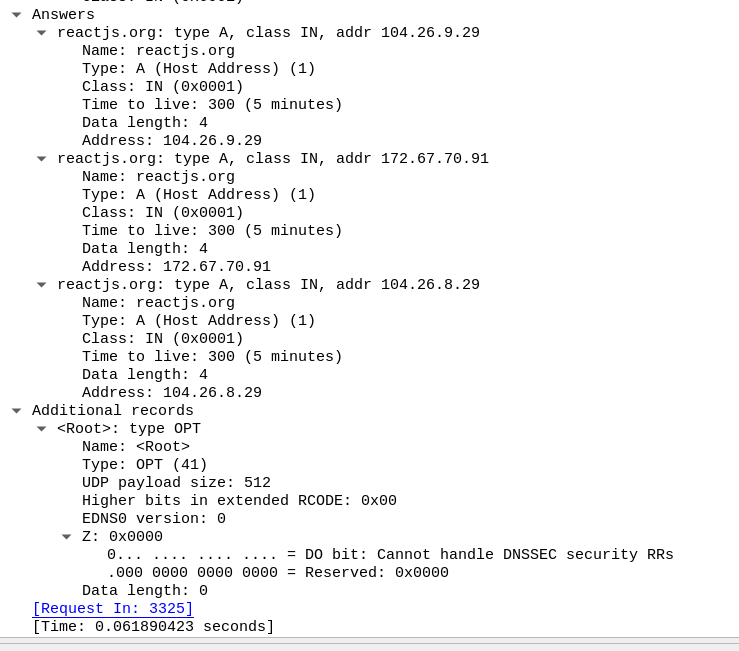 Class: IN (0x0001)
Answers
reactjs.org: type A, class IN, addr 104.26.9.29
Name: reactjs.org
Type: A (Host Address) (1)
Class: IN (0x0001)
Time to live: 300 (5 minutes)
Data length: 4
Address: 104.26.9.29
reactjs.org: type A, class IN, addr 172.67.70.91
Name: reactjs.org
Type: A (Host Address) (1)
Class: IN (0x0001)
Time to live: 300 (5 minutes)
Data length: 4
Address: 172.67.70.91
reactjs.org: type A, class IN, addr 104.26.8.29
Name: reactjs.org
Type: A (Host Address) (1)
Class: IN (0x0001)
Time to live: 300 (5 minutes)
Data length: 4
Address: 104.26.8.29
Additional records
<Root>: type OPT
Name: <Root>
Type: OPT (41)
UDP payload size: 512
Higher bits in extended RCODE: 0x00
EDNS0 version: 0
Z: 0x0000
0... .... .... .... = DO bit: Cannot handle DNSSEC security RRs
.000 0000 0000 0000 = Reserved: 0x0000
Data length: 0
[Request In: 3325]
[Time: 0.061890423 seconds]